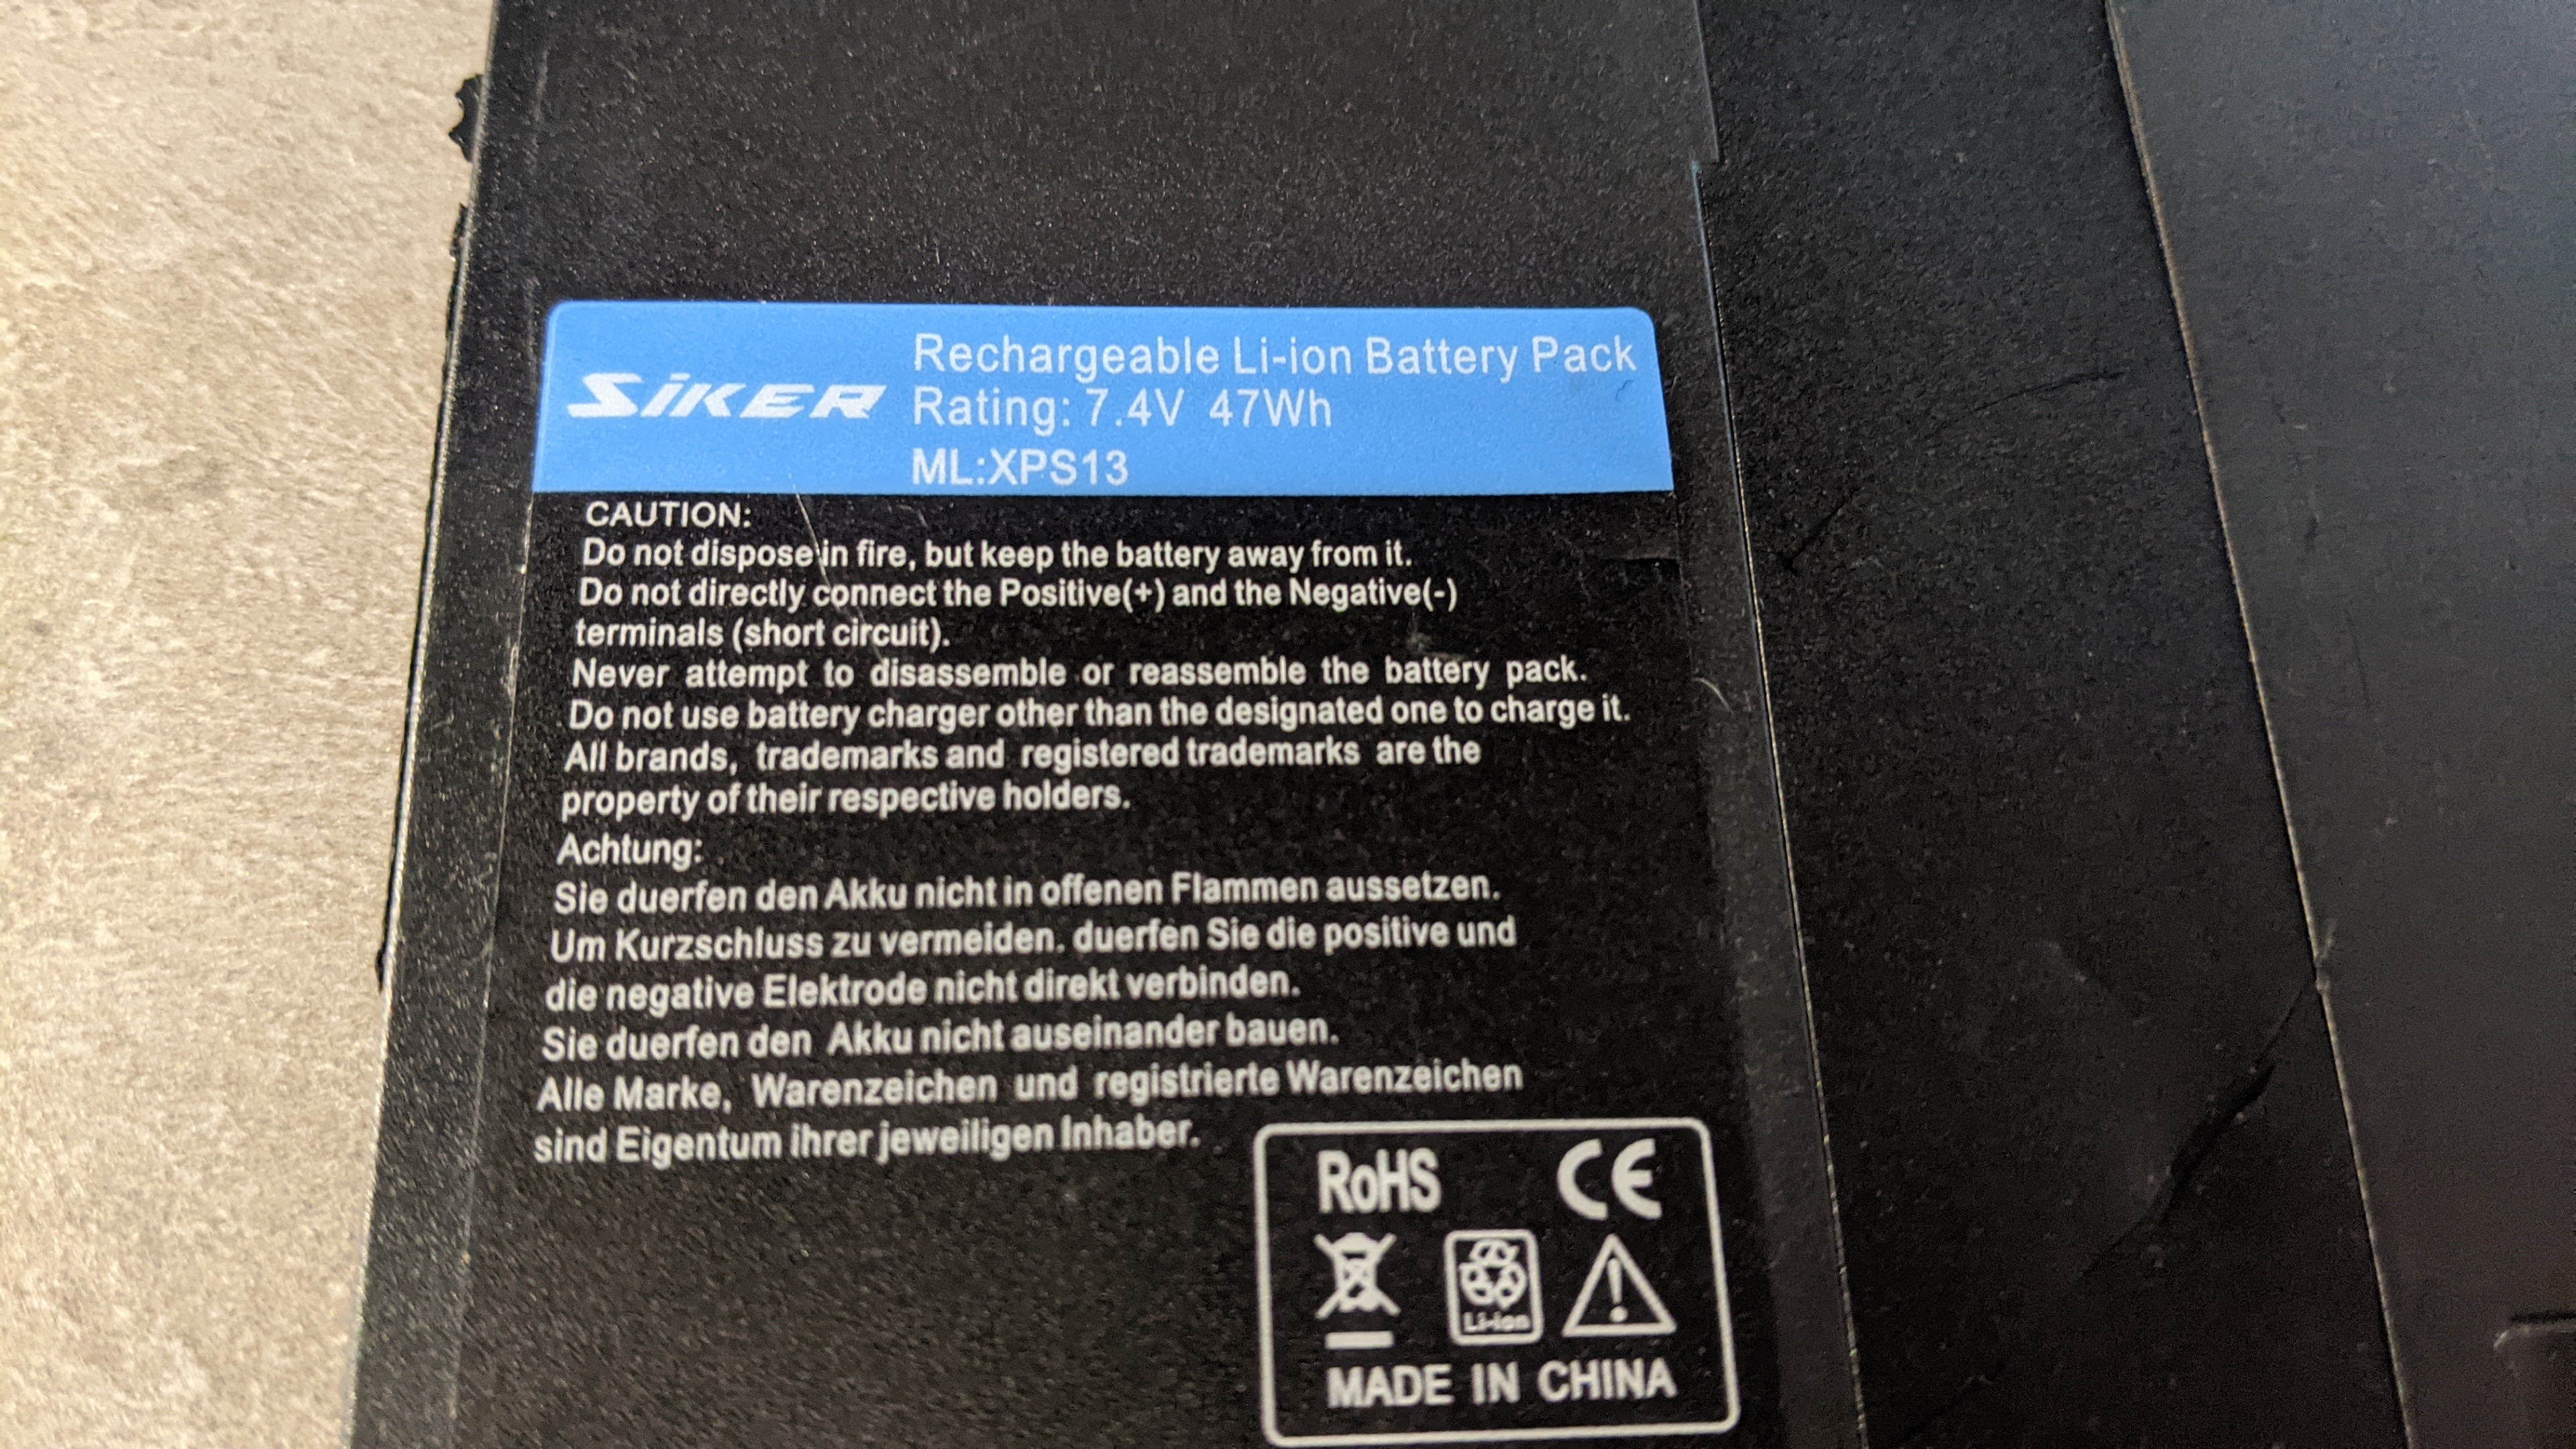 SiKER
Rechargeable Li-ion Battery Pack
Rating: 7.4V 47Wh
ML:XPS13
CAUTION:
Do not dispose in fire, but keep the battery away from it.
Do not directly connect the Positive(+) and the Negative(-)
terminals (short circuit).
Never attempt to disassemble or reassemble the battery pack.
Do not use battery charger other than the designated one to charge it.
All brands, trademarks and registered trademarks are the
property of their respective holders.
Achtung:
Sie duerfen den Akku nicht in offenen Flammen aussetzen.
Um Kurzschluss zu vermeiden. duerfen Sie die positive und
die negative Elektrode nicht direkt verbinden.
Sie duerfen den Akku nicht auseinander bauen.
Alle Marke, Warenzeichen und registrierte Warenzeichen
sind Eigentum ihrer jeweiligen Inhaber.
RoHS CE
Li-ion
MADE IN CHINA